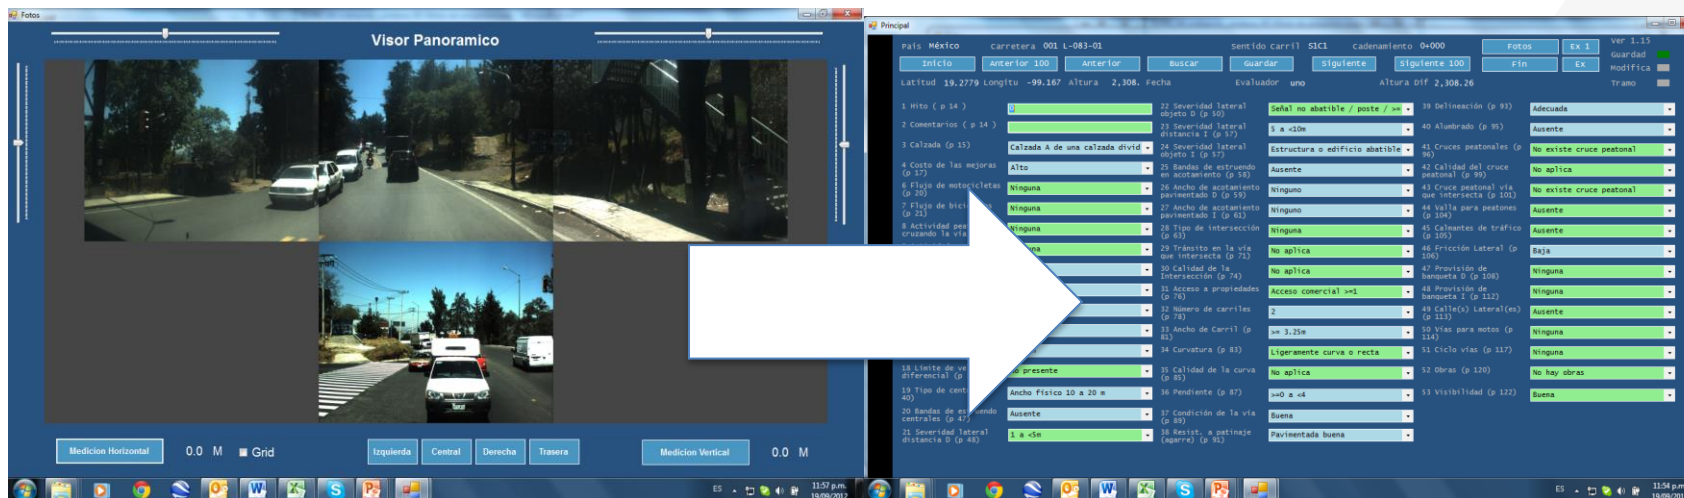 Fotos
Visor Panoramico
Medicion Horizontal 0.0 M Grid Izquierda Central Derecha Trasera Medicion Vertical 0.0 M
ES 11:57 p.m.
19/09/2012
Principal
País México Carretera 001 L-083-01 Sentido Carril S1C1 Cadenamiento 0+000 Fotos Ex 1 Ver 1.15
Guardad
Inicio Anterior 100 Anterior Buscar Guardar Siguiente Siguiente 100 Fin Ex Modifica
Latitud 19.2779 Longitu -99.167 Altura 2,308. Fecha Evaluador uno Altura Dif 2,308.26 Tramo
1 Hito ( p 14 ) 0
2 Comentarios ( p 14 )
3 Calzada (p 15) Calzada A de una calzada divid
4 Costo de las mejoras (p 17) Alto
6 Flujo de motocicletas (p 20) Ninguna
7 Flujo de bici (p 21) Ninguna
8 Actividad pea
cruzando la vía Ninguna
18 Límite de ve
diferencial (p
No presente
19 Tipo de cent
40) Ancho físico 10 a 20 m
20 Bandas de estruendo
centrales (p 47) Ausente
21 Severidad lateral
distancia D (p 48) 1 a <5m
22 Severidad lateral
objeto D (p 50) Señal no abatible / poste / >=
23 Severidad lateral
distancia I (p 57) 5 a <10m
24 Severidad lateral
objeto I (p 57) Estructura o edificio abatible
25 Bandas de estruendo
en acotamiento (p 58) Ausente
26 Ancho de acotamiento
pavimentado D (p 59) Ninguno
27 Ancho de acotamiento
pavimentado I (p 61) Ninguno
28 Tipo de intersección
(p 63) Ninguna
29 Tránsito en la vía
que intersecta (p 71) No aplica
30 Calidad de la
Intersección (p 74) No aplica
31 Acceso a propiedades
(p 76) Acceso comercial >=1
32 Número de carriles
(p 78) 2
33 Ancho de Carril (p
81) >= 3.25m
34 Curvatura (p 83) Ligeramente curva o recta
35 Calidad de la curva
(p 85) No aplica
36 Pendiente (p 87) >=0 a <4
37 Condición de la vía
(p 89) Buena
38 Resist. a patinaje
(agarre) (p 91) Pavimentada buena
39 Delineación (p 93) Adecuada
40 Alumbrado (p 95) Ausente
41 Cruces peatonales (p
96) No existe cruce peatonal
42 Calidad del cruce
peatonal (p 99) No aplica
43 Cruce peatonal vía
que intersecta (p 101) No existe cruce peatonal
44 Valla para peatones
(p 104) Ausente
45 Calmantes de tráfico
(p 105) Ausente
46 Fricción Lateral (p
106) Baja
47 Provisión de
banqueta D (p 108) Ninguna
48 Provisión de
banqueta I (p 112) Ninguna
49 Calle(s) Lateral(es)
(p 113) Ausente
50 Vías para motos (p
114) Ninguna
51 Ciclo vías (p 117) Ninguna
52 Obras (p 120) No hay obras
53 Visibilidad (p 122) Buena
ES 11:54 p.m.